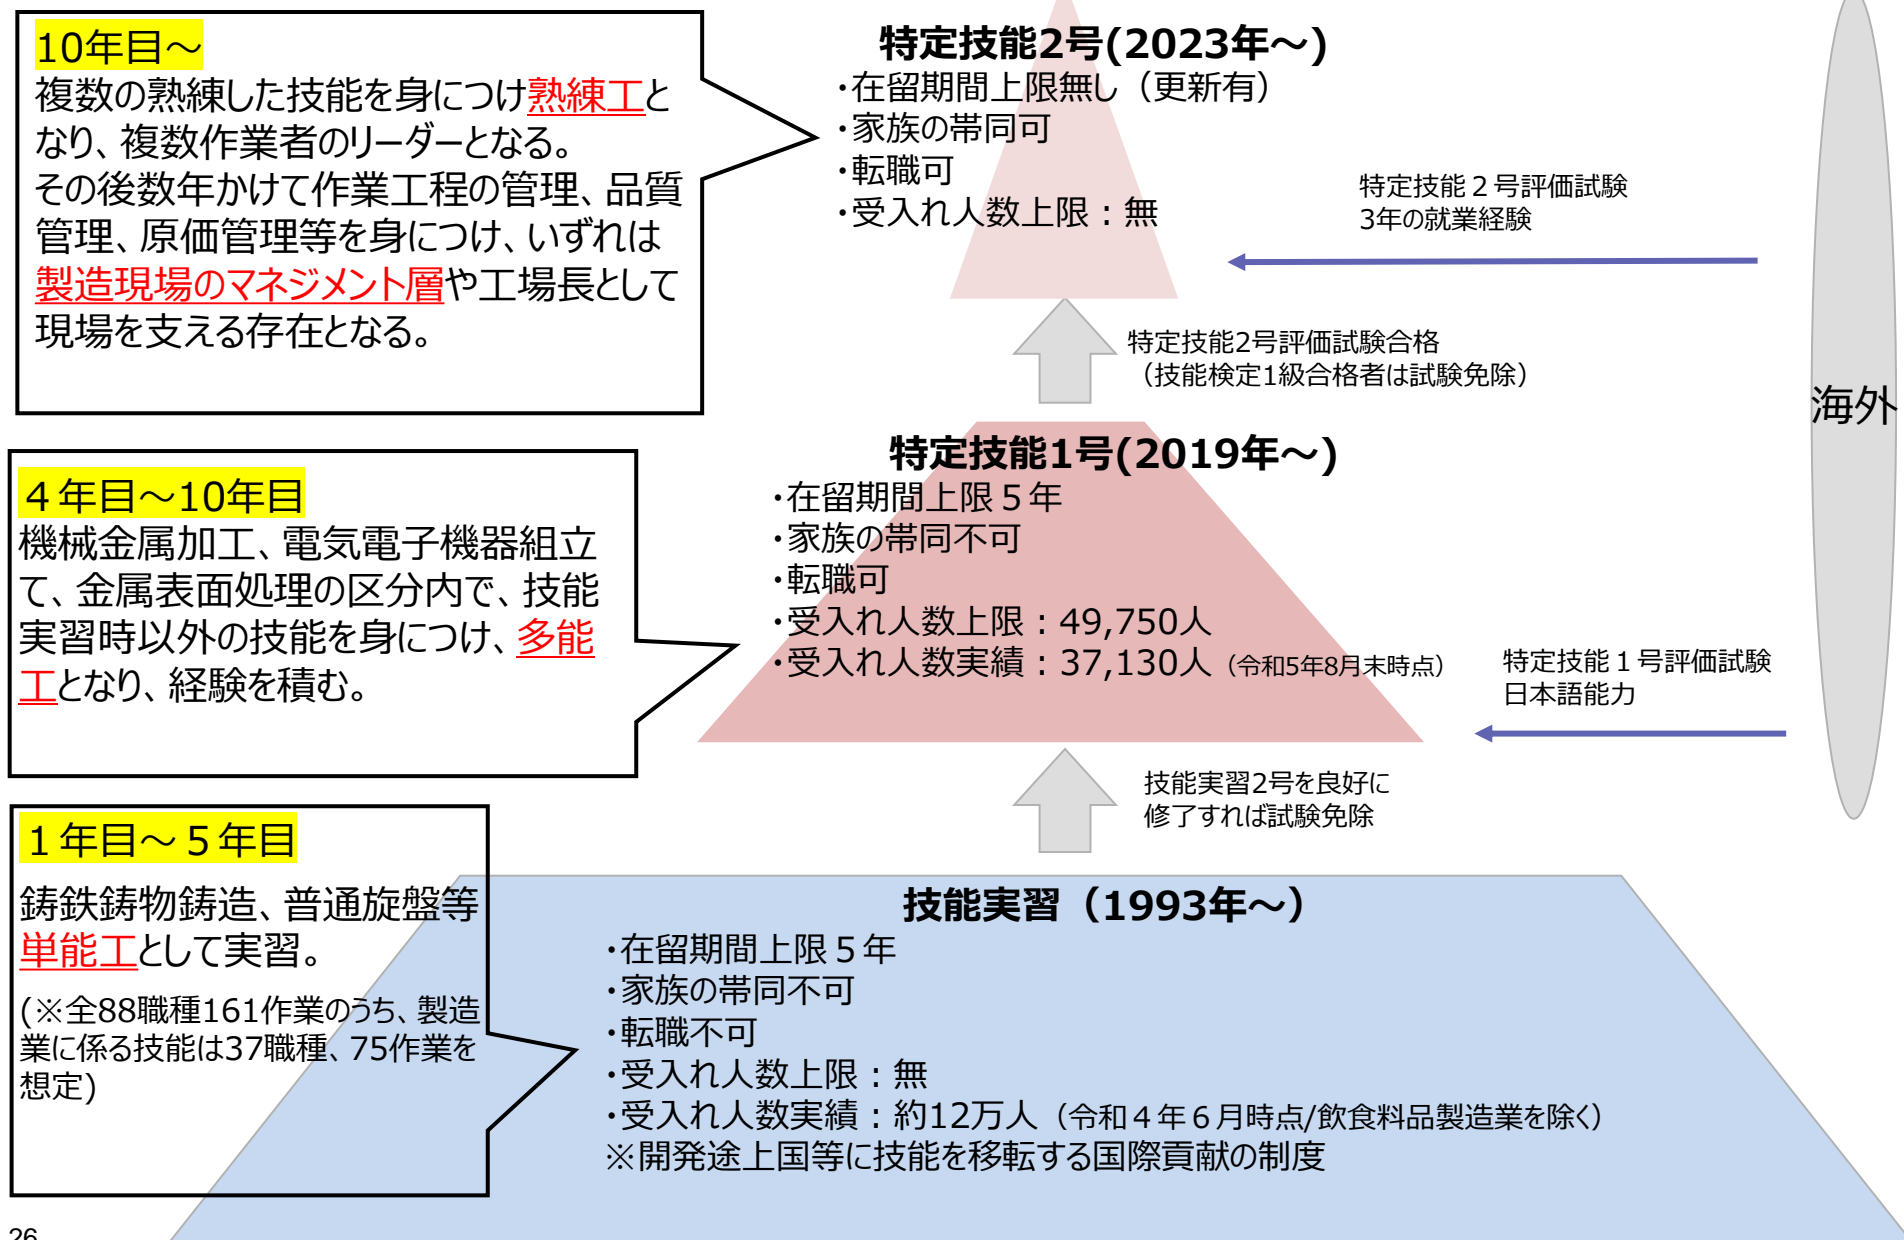 10年目～
複数の熟練した技能を身につけ熟練工と
なり、複数作業者のリーダーとなる。
その後数年かけて作業工程の管理、品質
管理、原価管理等を身につけ、いずれは
製造現場のマネジメント層や工場長として
現場を支える存在となる。
特定技能2号(2023年～)
・在留期間上限無し（更新有）
・家族の帯同可
・転職可
・受入れ人数上限：無
特定技能２号評価試験
3年の就業経験
特定技能2号評価試験合格
（技能検定1級合格者は試験免除）
海外
４年目～10年目
機械金属加工、電気電子機器組立
て、金属表面処理の区分内で、技能
実習時以外の技能を身につけ、多能
工となり、経験を積む。
特定技能1号(2019年～)
・在留期間上限５年
・家族の帯同不可
・転職可
・受入れ人数上限：49,750人
・受入れ人数実績：37,130人（令和5年8月末時点）
特定技能１号評価試験
日本語能力
技能実習2号を良好に
修了すれば試験免除
１年目～５年目
鋳鉄鋳物鋳造、普通旋盤等
単能工として実習。
(※全88職種161作業のうち、製造
業に係る技能は37職種、75作業を
想定)
技能実習（1993年～）
・在留期間上限５年
・家族の帯同不可
・転職不可
・受入れ人数上限：無
・受入れ人数実績：約12万人（令和４年６月時点/飲食料品製造業を除く）
※開発途上国等に技能を移転する国際貢献の制度
26